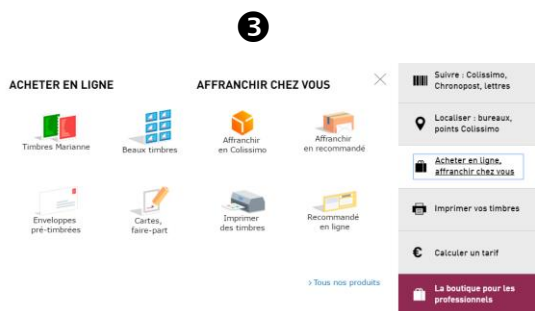 3
ACHETER EN LIGNE
AFFRANCHIR CHEZ VOUS
Timbres Marianne
Beaux timbres
Affranchir
en Colissimo
Affranchir
en recommandé
Enveloppes
pré-timbrées
Cartes,
faire-part
Imprimer
des timbres
Recommandé
en ligne
> Tous nos produits
Suivre : Colissimo,
Chronopost, lettres
Localiser : bureaux,
points Colissimo
Acheter en ligne,
affranchir chez vous
Imprimer vos timbres
€ Calculer un tarif
La boutique pour les
professionnels